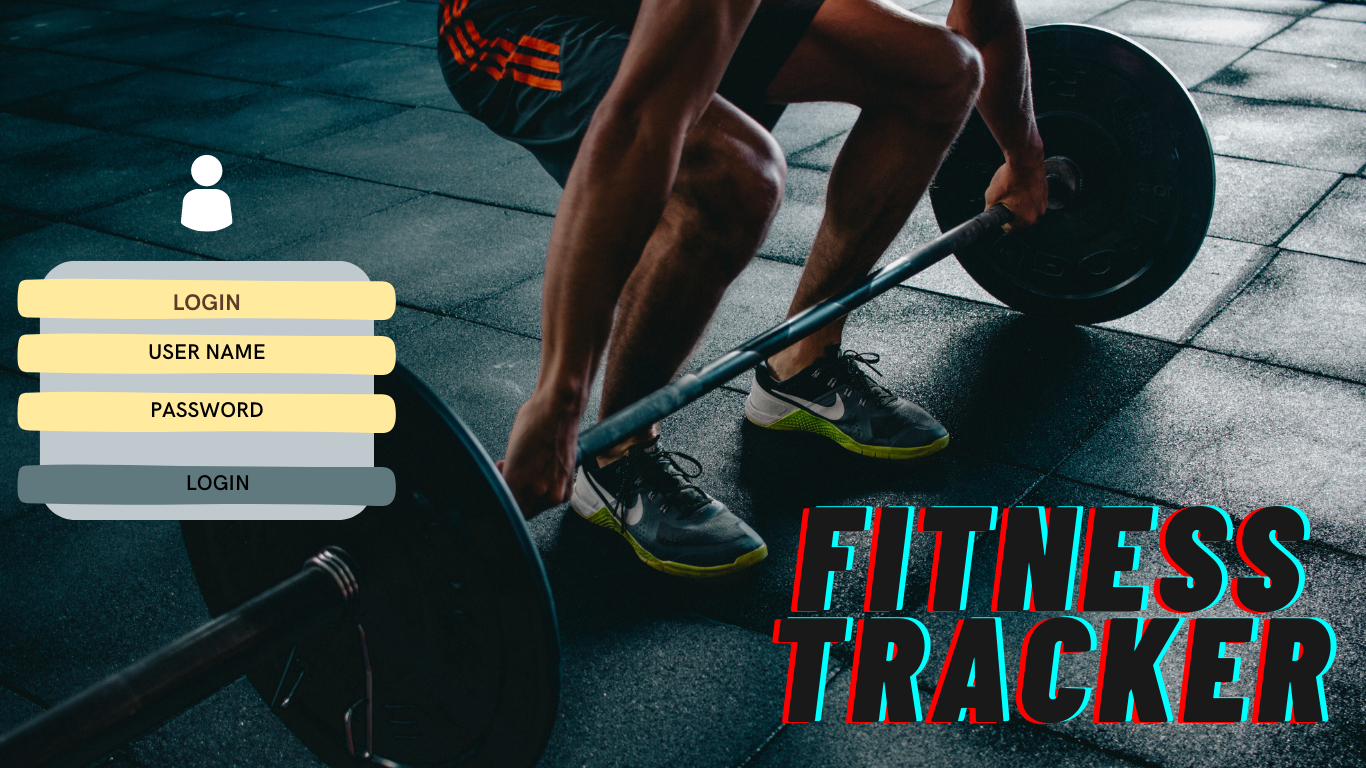 LOGIN
USER NAME
PASSWORD
LOGIN
FITNESS
TRACKER